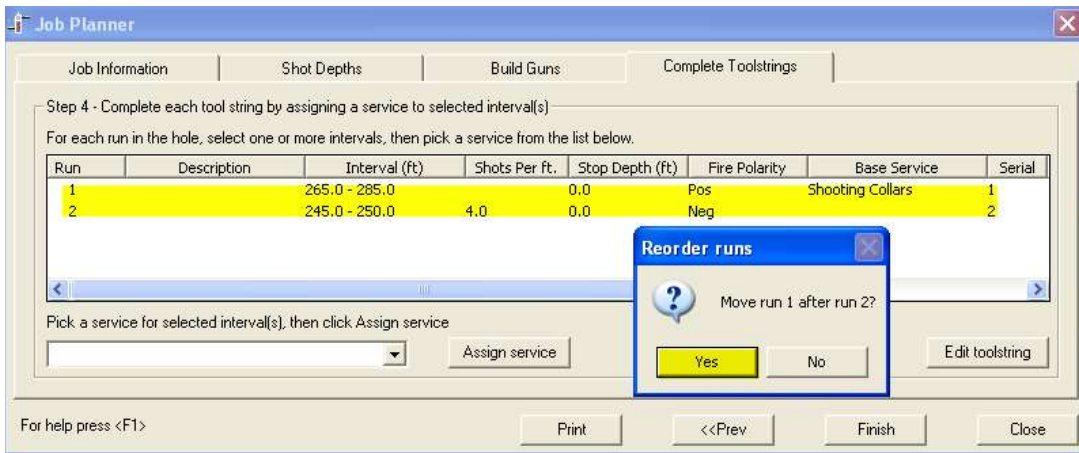 Job Planner
Job Information Shot Depths Build Guns Complete Toolstrings
Step 4 - Complete each tool string by assigning a service to selected interval(s)
For each run in the hole, select one or more intervals, then pick a service from the list below.
Run Description Interval (ft) Shots Per ft. Stop Depth (ft) Fire Polarity Base Service Serial
1 265.0 - 285.0 0.0 Pos Shooting Collars 1
2 245.0 - 250.0 4.0 0.0 Neg 2
Reorder runs
Move run 1 after run 2?
Yes No
Pick a service for selected interval(s), then click Assign service
Assign service Edit toolstring
For help press <F1> Print <<Prev Finish Close